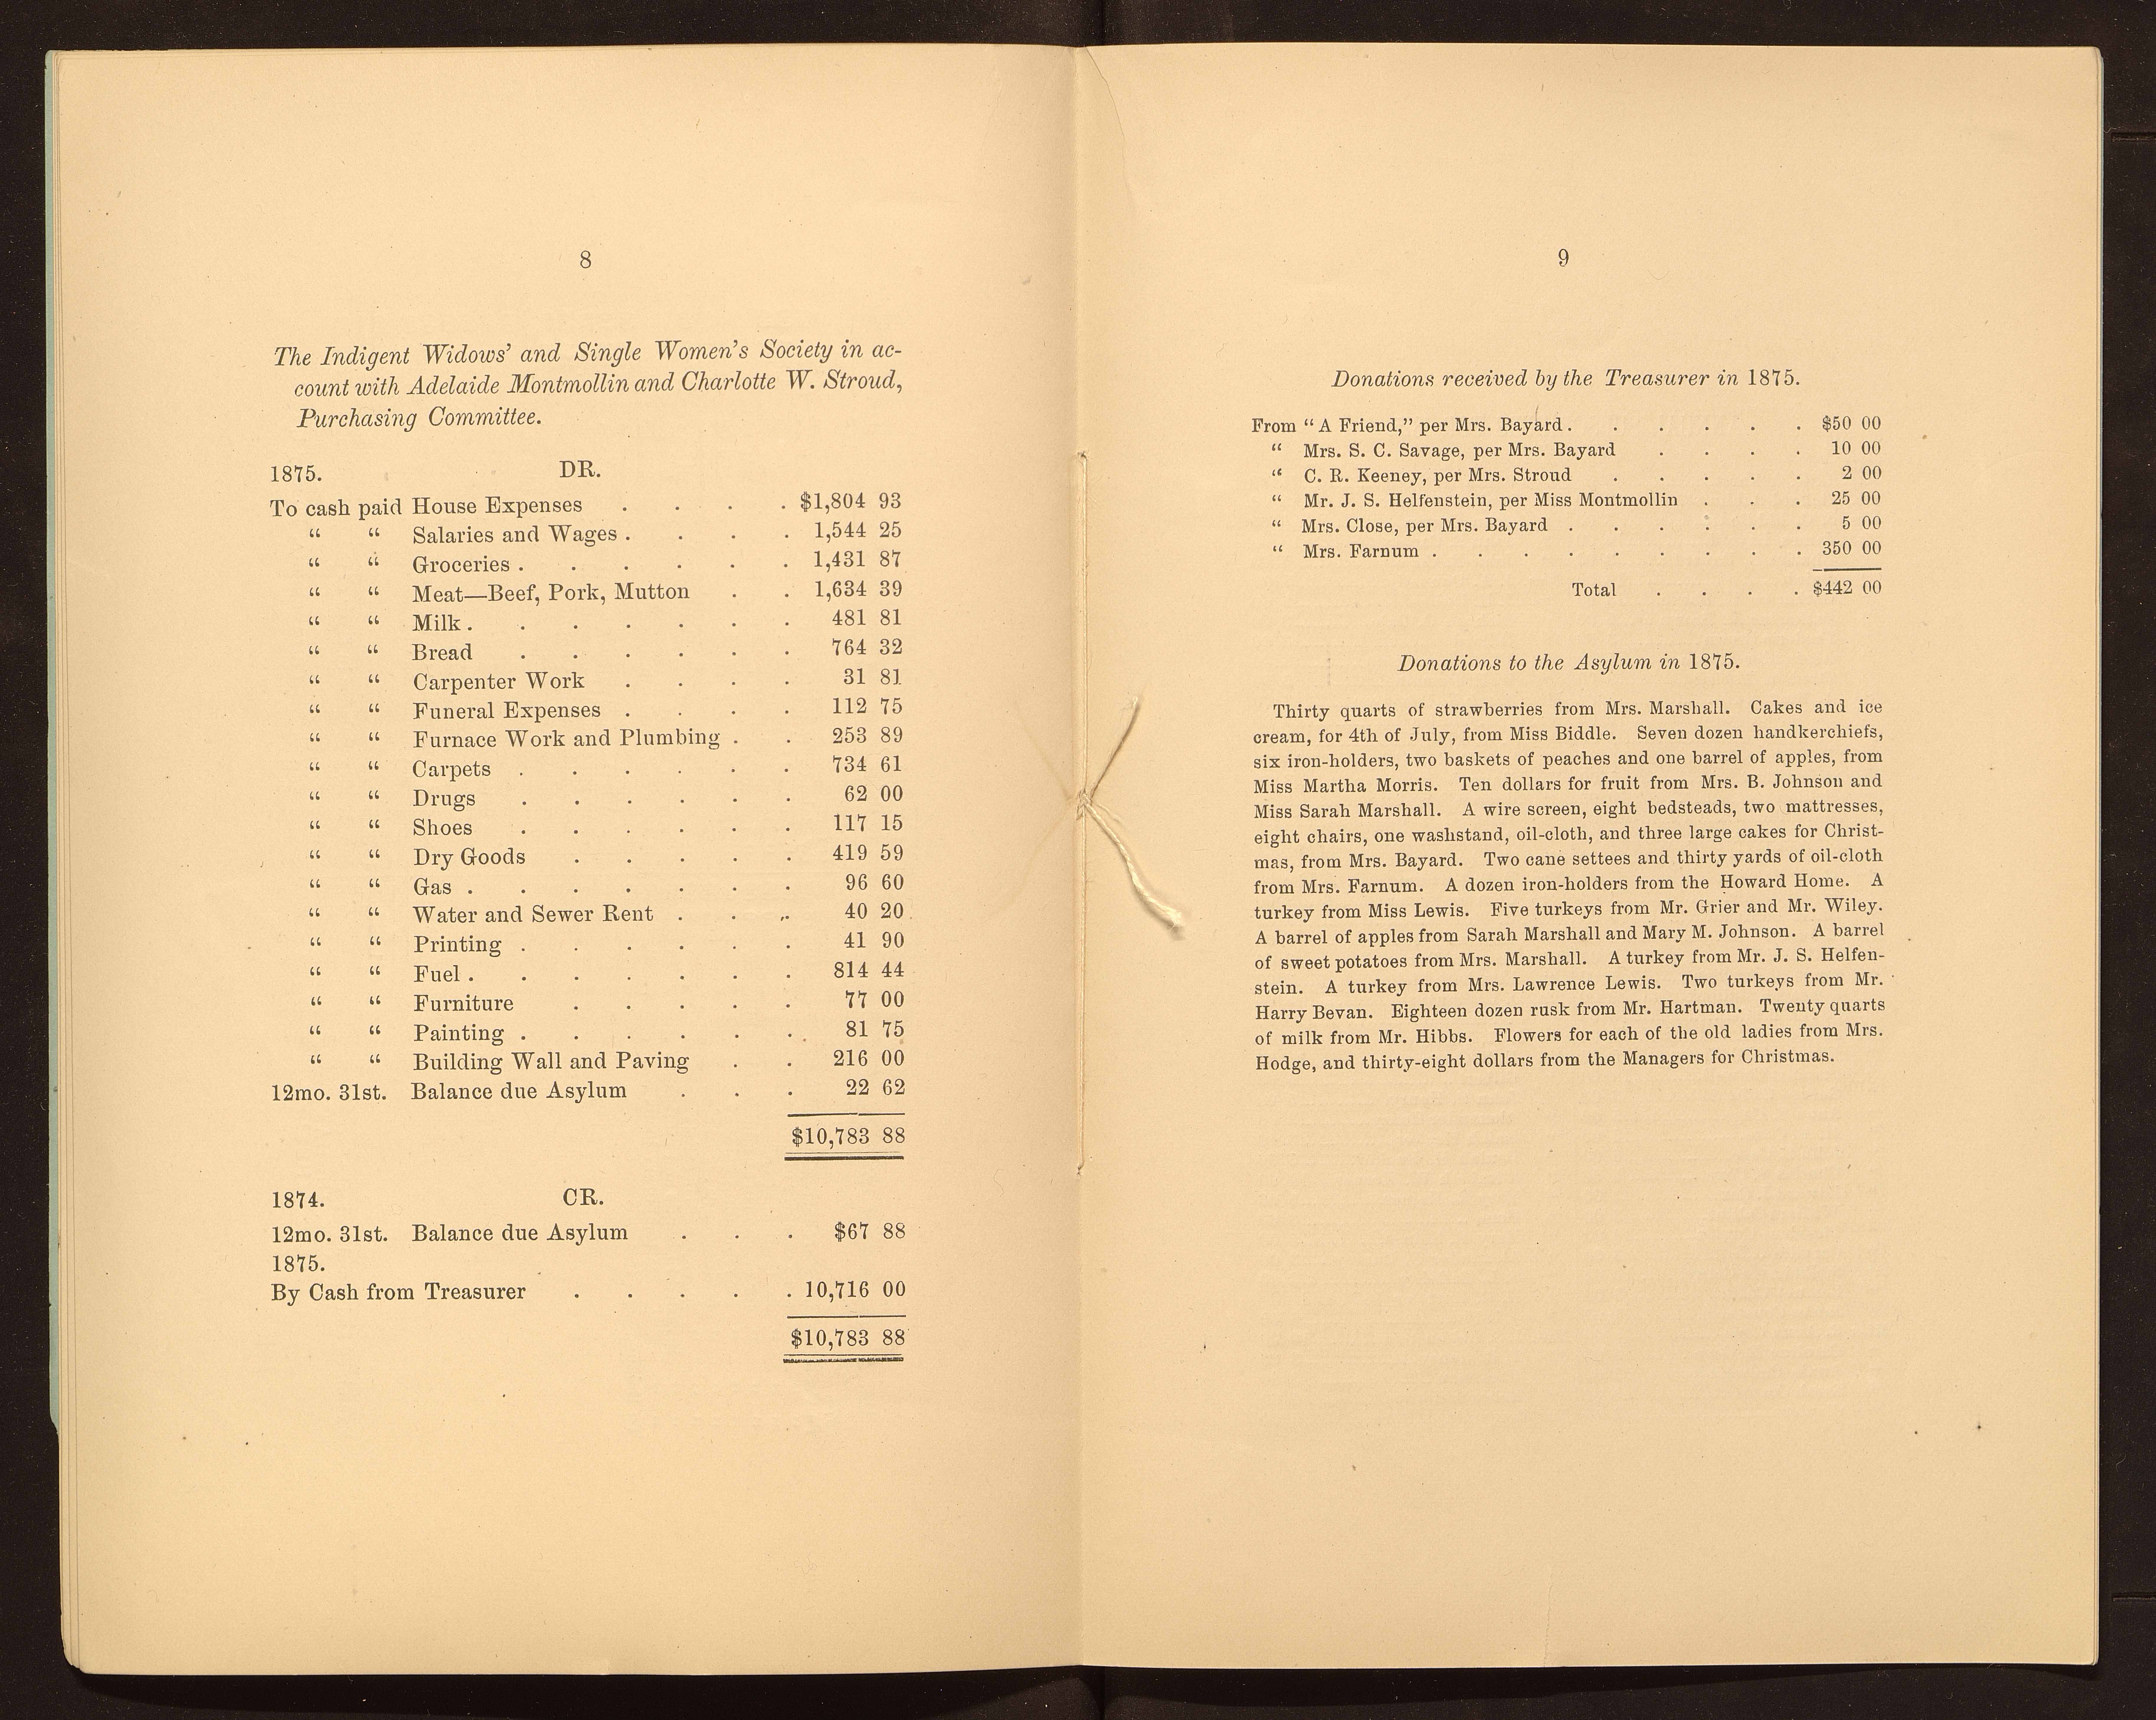 8
The Indigent Widows' and Single Women's Society in ac-
count with Adelaide Montmollin and Charlotte W. Stroud,
Purchasing Committee.
1875. DR.
To cash paid House Expenses . . . . $1,804 93
" " Salaries and Wages . . . . 1,544 25
" " Groceries . . . . . . 1,431 87
" " Meat—Beef, Pork, Mutton . . 1,634 39
" " Milk . . . . . . . 481 81
" " Bread . . . . . . 764 32
" " Carpenter Work . . . . 31 81
" " Funeral Expenses . . . . 112 75
" " Furnace Work and Plumbing . . 253 89
" " Carpets . . . . . . 734 61
" " Drugs . . . . . . 62 00
" " Shoes . . . . . . 117 15
" " Dry Goods . . . . . 419 59
" " Gas . . . . . . . 96 60
" " Water and Sewer Rent . . . 40 20
" " Printing . . . . . . 41 90
" " Fuel . . . . . . . 814 44
" " Furniture . . . . . 77 00
" " Painting . . . . . . 81 75
" " Building Wall and Paving . . 216 00
12mo. 31st. Balance due Asylum . . . 22 62
$10,783 88
1874. CR.
12mo. 31st. Balance due Asylum . . . $67 88
1875.
By Cash from Treasurer . . . . . 10,716 00
$10,783 88
9
Donations received by the Treasurer in 1875.
From "A Friend," per Mrs. Bayard . . . . . . $50 00
" Mrs. S. C. Savage, per Mrs. Bayard . . . . 10 00
" C. R. Keeney, per Mrs. Stroud . . . . . 2 00
" Mr. J. S. Helfenstein, per Miss Montmollin . . . 25 00
" Mrs. Close, per Mrs. Bayard . . . . . . 5 00
" Mrs. Farnum . . . . . . . . . 350 00
Total . . . . $442 00
Donations to the Asylum in 1875.
Thirty quarts of strawberries from Mrs. Marshall. Cakes and ice
cream, for 4th of July, from Miss Biddle. Seven dozen handkerchiefs,
six iron-holders, two baskets of peaches and one barrel of apples, from
Miss Martha Morris. Ten dollars for fruit from Mrs. B. Johnson and
Miss Sarah Marshall. A wire screen, eight bedsteads, two mattresses,
eight chairs, one washstand, oil-cloth, and three large cakes for Christ-
mas, from Mrs. Bayard. Two cane settees and thirty yards of oil-cloth
from Mrs. Farnum. A dozen iron-holders from the Howard Home. A
turkey from Miss Lewis. Five turkeys from Mr. Grier and Mr. Wiley.
A barrel of apples from Sarah Marshall and Mary M. Johnson. A barrel
of sweet potatoes from Mrs. Marshall. A turkey from Mr. J. S. Helfen-
stein. A turkey from Mrs. Lawrence Lewis. Two turkeys from Mr.
Harry Bevan. Eighteen dozen rusk from Mr. Hartman. Twenty quarts
of milk from Mr. Hibbs. Flowers for each of the old ladies from Mrs.
Hodge, and thirty-eight dollars from the Managers for Christmas.